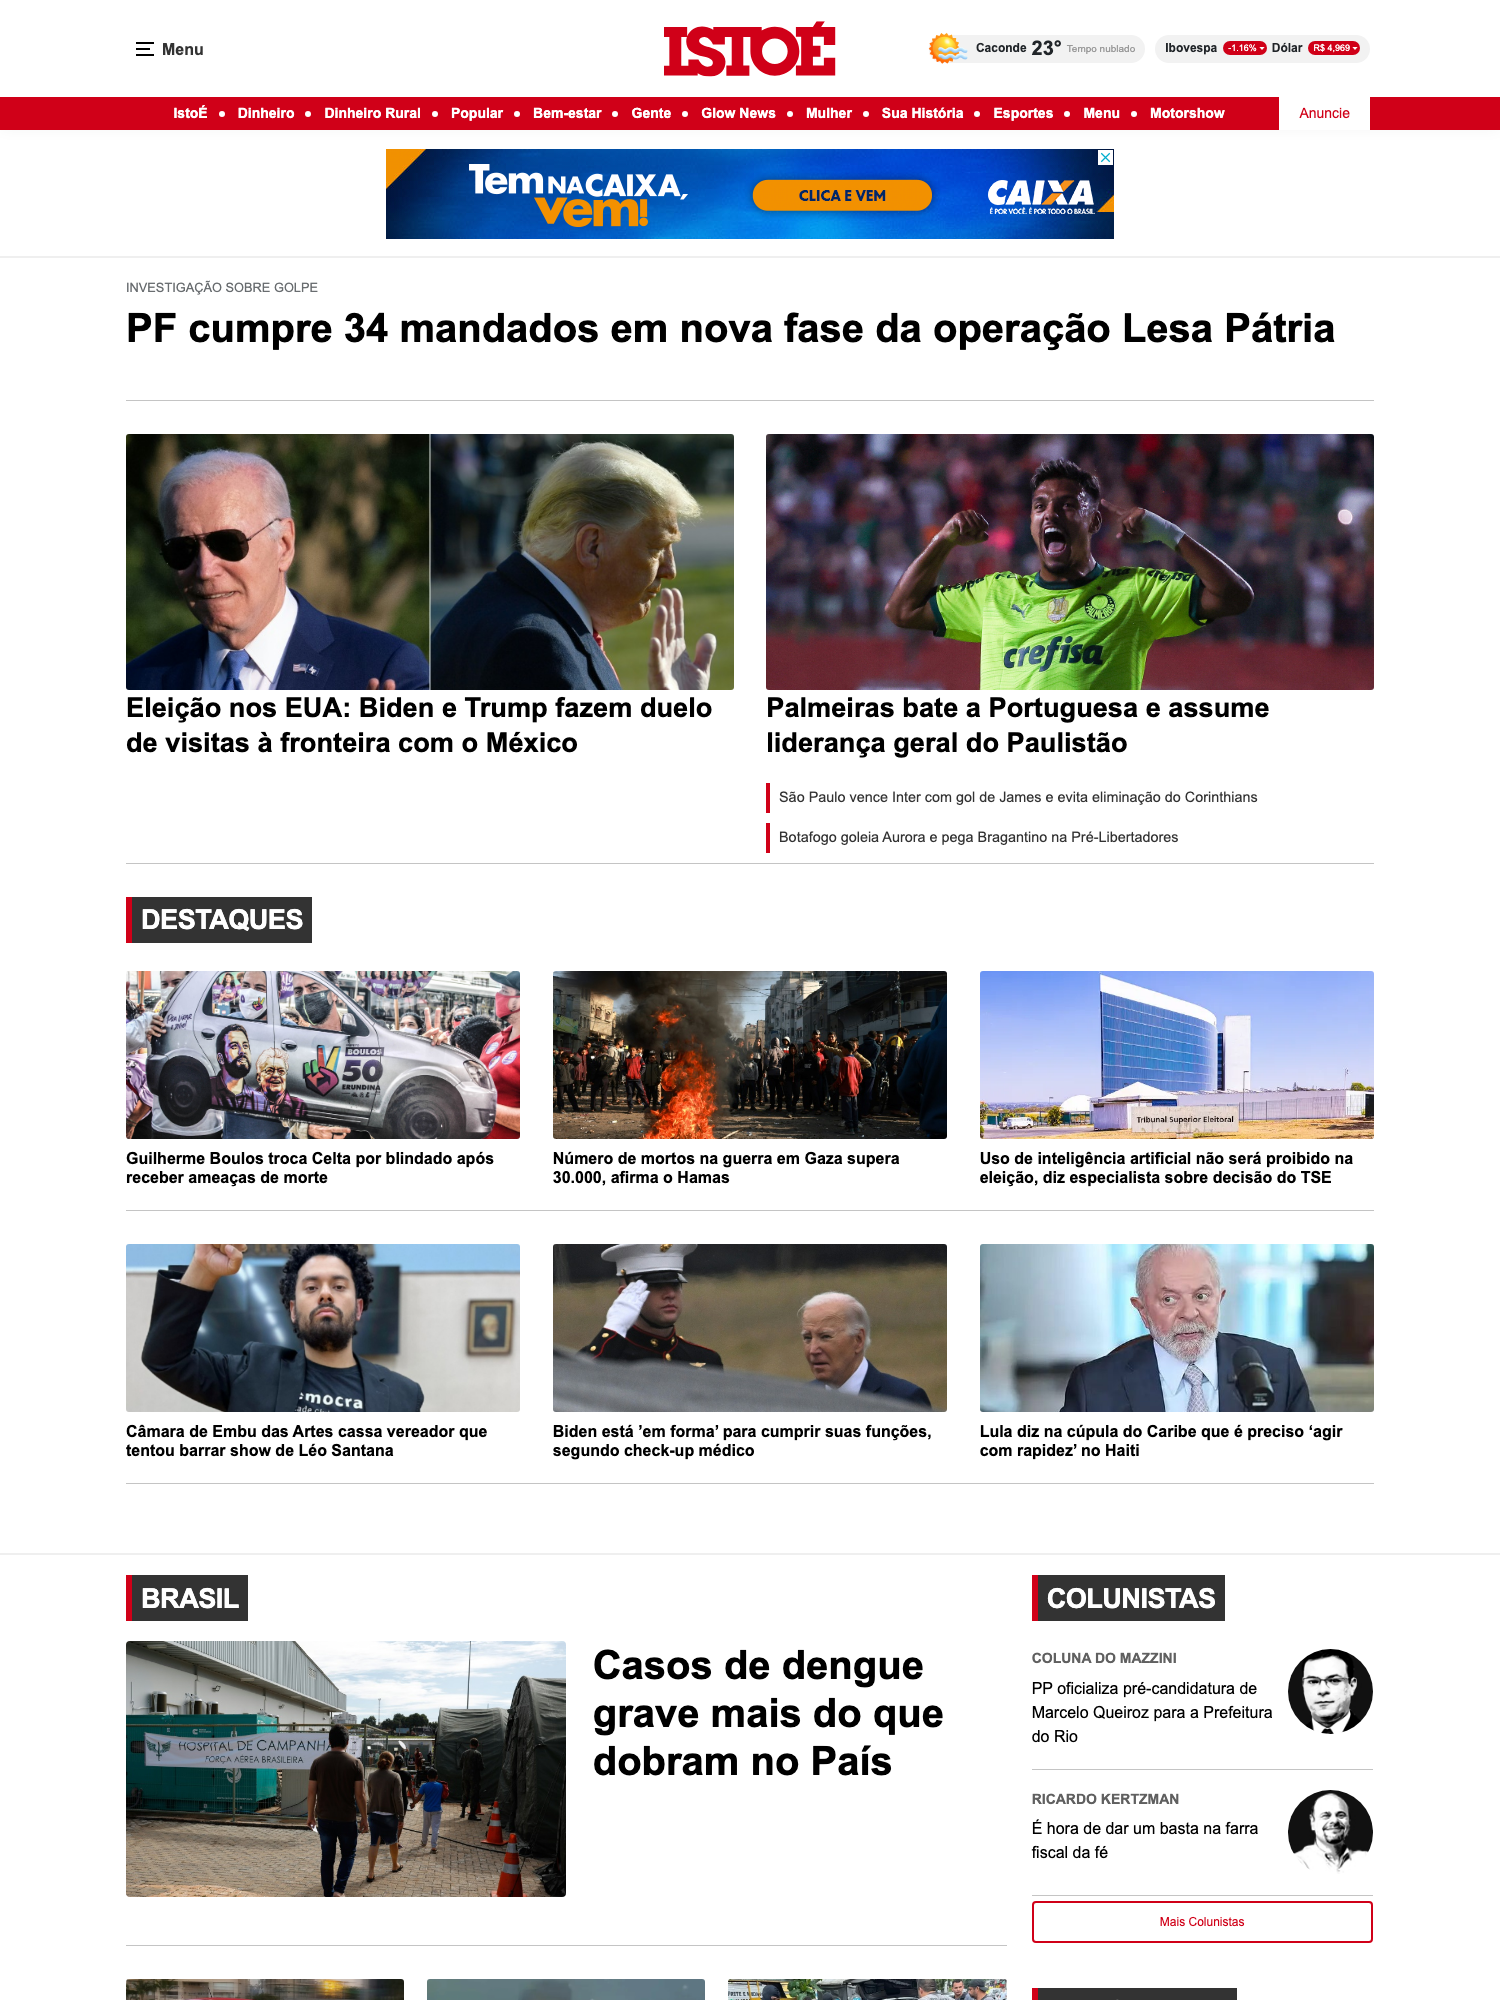 Menu
ISTOÉ
Caconde 23° Tempo nublado
Ibovespa -1.16% Dólar R$ 4,969
IstoÉ • Dinheiro • Dinheiro Rural • Popular • Bem-estar • Gente • Glow News • Mulher • Sua História • Esportes • Menu • Motorshow
Anuncie
Tem NA CAIXA,
vem!
CLICA E VEM
CAIXA
É POR VOCÊ. É POR TODO O BRASIL.
INVESTIGAÇÃO SOBRE GOLPE
PF cumpre 34 mandados em nova fase da operação Lesa Pátria
crefisa
Eleição nos EUA: Biden e Trump fazem duelo
de visitas à fronteira com o México
Palmeiras bate a Portuguesa e assume
liderança geral do Paulistão
São Paulo vence Inter com gol de James e evita eliminação do Corinthians
Botafogo goleia Aurora e pega Bragantino na Pré-Libertadores
DESTAQUES
BOULOS
50
ERUNDINA
Tribunal Superior Eleitoral
Guilherme Boulos troca Celta por blindado após
receber ameaças de morte
Número de mortos na guerra em Gaza supera
30.000, afirma o Hamas
Uso de inteligência artificial não será proibido na
eleição, diz especialista sobre decisão do TSE
Câmara de Embu das Artes cassa vereador que
tentou barrar show de Léo Santana
Biden está ’em forma’ para cumprir suas funções,
segundo check-up médico
Lula diz na cúpula do Caribe que é preciso ‘agir
com rapidez’ no Haiti
BRASIL
HOSPITAL DE CAMPANHA
FORÇA AÉREA BRASILEIRA
Casos de dengue
grave mais do que
dobram no País
COLUNISTAS
COLUNA DO MAZZINI
PP oficializa pré-candidatura de
Marcelo Queiroz para a Prefeitura
do Rio
RICARDO KERTZMAN
É hora de dar um basta na farra
fiscal da fé
Mais Colunistas